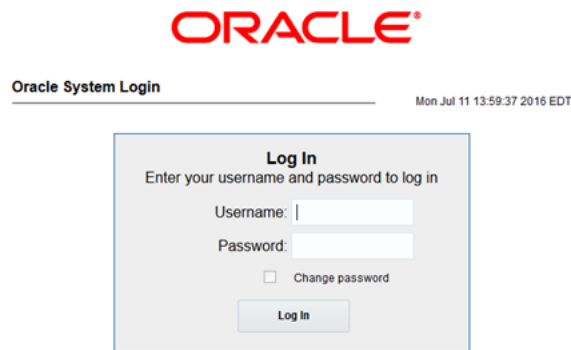 ORACLE®
Oracle System Login
Mon Jul 11 13:59:37 2016 EDT
Log In
Enter your username and password to log in
Username:
Password:
Change password
Log In